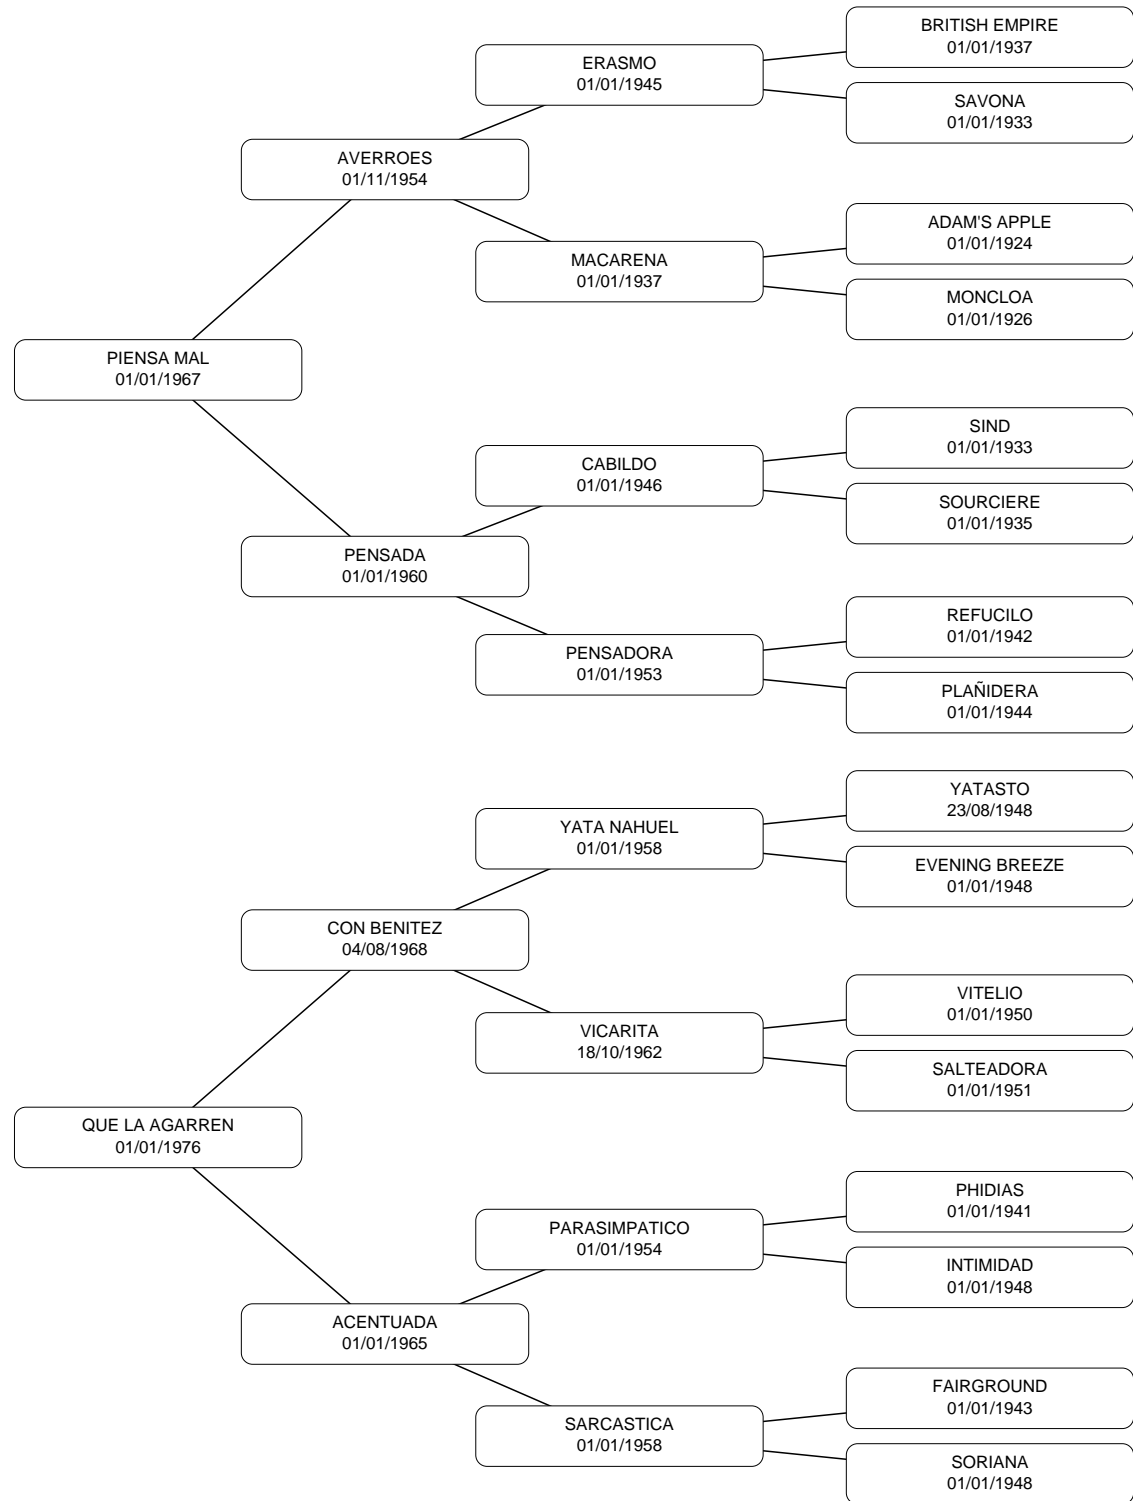 BRITISH EMPIRE
01/01/1937
ERASMO
01/01/1945
SAVONA
01/01/1933
AVERROES
01/11/1954
ADAM'S APPLE
01/01/1924
MACARENA
01/01/1937
MONCLOA
01/01/1926
PIENSA MAL
01/01/1967
SIND
01/01/1933
CABILDO
01/01/1946
SOURCIERE
01/01/1935
PENSADA
01/01/1960
REFUCILO
01/01/1942
PENSADORA
01/01/1953
PLAÑIDERA
01/01/1944
YATASTO
23/08/1948
YATA NAHUEL
01/01/1958
EVENING BREEZE
01/01/1948
CON BENITEZ
04/08/1968
VITELIO
01/01/1950
VICARITA
18/10/1962
SALTEADORA
01/01/1951
QUE LA AGARREN
01/01/1976
PHIDIAS
01/01/1941
PARASIMPATICO
01/01/1954
INTIMIDAD
01/01/1948
ACENTUADA
01/01/1965
FAIRGROUND
01/01/1943
SARCASTICA
01/01/1958
SORIANA
01/01/1948